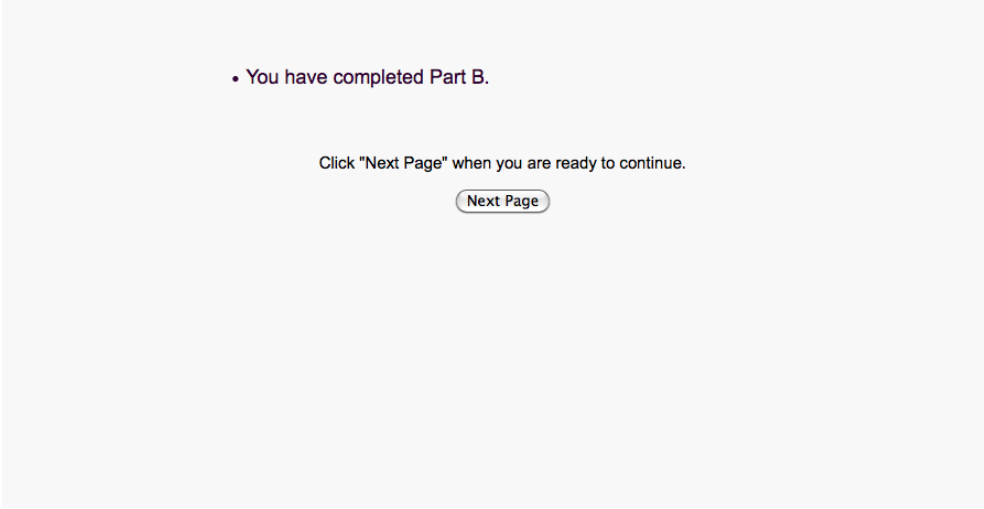 • You have completed Part B.
Click "Next Page" when you are ready to continue.
Next Page